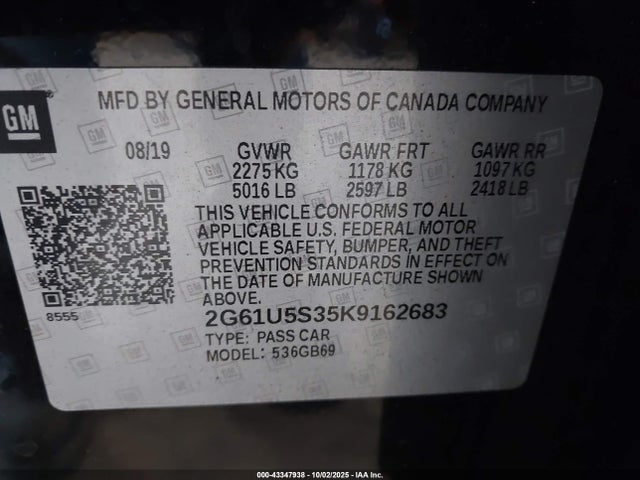 GM
MFD BY GENERAL MOTORS OF CANADA COMPANY
08/19 GVWR GAWR FRT GAWR RR
2275 KG 1178 KG 1097 KG
5016 LB 2597 LB 2418 LB
THIS VEHICLE CONFORMS TO ALL
APPLICABLE U.S. FEDERAL MOTOR
VEHICLE SAFETY, BUMPER, AND THEFT
PREVENTION STANDARDS IN EFFECT ON
THE DATE OF MANUFACTURE SHOWN
ABOVE.
8555
2G61U5S35K9162683
TYPE: PASS CAR
MODEL: 536GB69
000-43347938 - 10/02/2025 - IAA Inc.